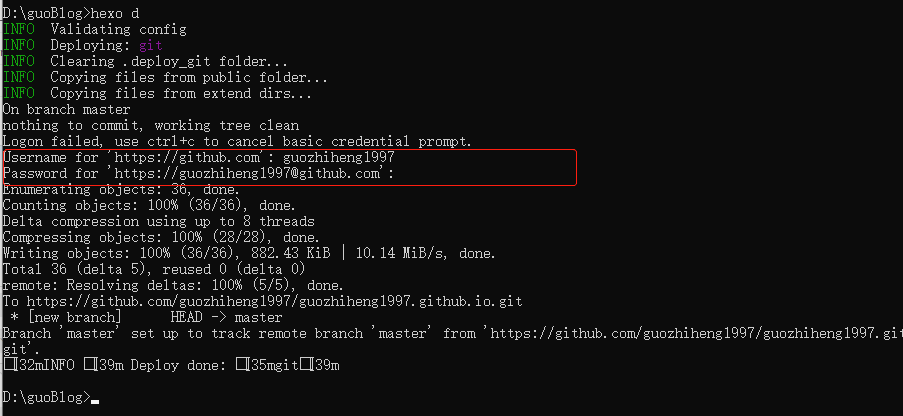 D:\guoBlog>hexo d
INFO  Validating config
INFO  Deploying: git
INFO  Clearing .deploy_git folder...
INFO  Copying files from public folder...
INFO  Copying files from extend dirs...
On branch master
nothing to commit, working tree clean
Logon failed, use ctrl+c to cancel basic credential prompt.
Username for 'https://github.com': guozhiheng1997
Password for 'https://guozhiheng1997@github.com':
Enumerating objects: 36, done.
Counting objects: 100% (36/36), done.
Delta compression using up to 8 threads
Compressing objects: 100% (28/28), done.
Writing objects: 100% (36/36), 882.43 KiB | 10.14 MiB/s, done.
Total 36 (delta 5), reused 0 (delta 0)
remote: Resolving deltas: 100% (5/5), done.
To https://github.com/guozhiheng1997/guozhiheng1997.github.io.git
 * [new branch]      HEAD -> master
Branch 'master' set up to track remote branch 'master' from 'https://github.com/guozhiheng1997/guozhiheng1997.git
git'.
[32mINFO [39m Deploy done: [35mgit[39m
D:\guoBlog>